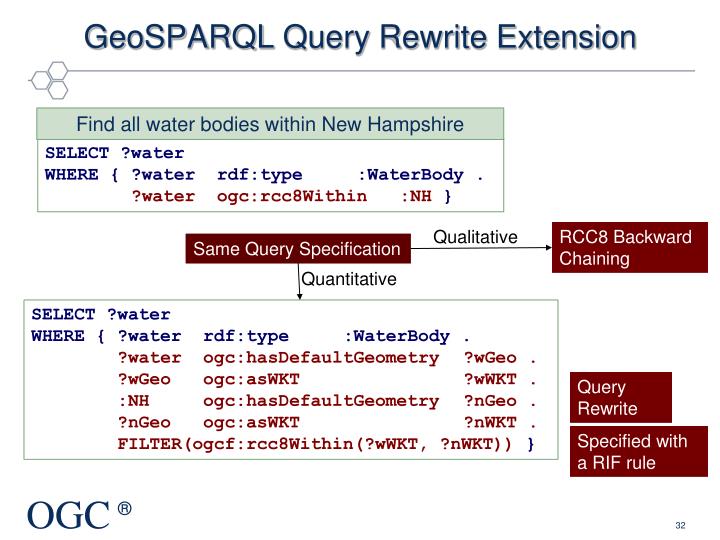 GeoSPARQL Query Rewrite Extension
Find all water bodies within New Hampshire
SELECT ?water
WHERE { ?water rdf:type :WaterBody .
?water ogc:rcc8Within :NH }
Same Query Specification
Qualitative
RCC8 Backward
Chaining
Quantitative
SELECT ?water
WHERE { ?water rdf:type :WaterBody .
?water ogc:hasDefaultGeometry ?wGeo .
?wGeo ogc:asWKT ?wWKT .
:NH ogc:hasDefaultGeometry ?nGeo .
?nGeo ogc:asWKT ?nWKT .
FILTER(ogcf:rcc8Within(?wWKT, ?nWKT)) }
Query
Rewrite
Specified with
a RIF rule
OGC ®
32